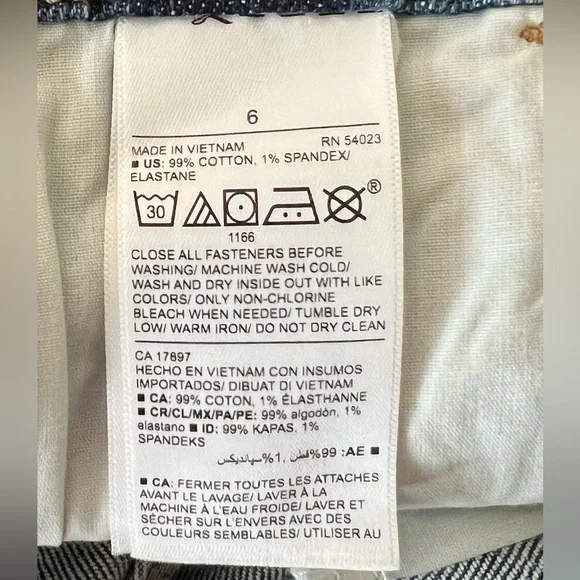 6
MADE IN VIETNAM RN 54023
■ US: 99% COTTON, 1% SPANDEX/
ELASTANE
30 ®
1166
CLOSE ALL FASTENERS BEFORE
WASHING/ MACHINE WASH COLD/
WASH AND DRY INSIDE OUT WITH LIKE
COLORS/ ONLY NON-CHLORINE
BLEACH WHEN NEEDED/ TUMBLE DRY
LOW/ WARM IRON/ DO NOT DRY CLEAN
CA 17897
HECHO EN VIETNAM CON INSUMOS
IMPORTADOS/ DIBUAT DI VIETNAM
■ CA: 99% COTON, 1% ÉLASTHANNE
■ CR/CL/MX/PA/PE: 99% algodón, 1%
elastano ■ ID: 99% KAPAS, 1%
SPANDEKS
■ AE: 99% قطن, 1% سپانديكس
■ CA: FERMER TOUTES LES ATTACHES
AVANT LE LAVAGE/ LAVER À LA
MACHINE À L'EAU FROIDE/ LAVER ET
SÉCHER SUR L'ENVERS AVEC DES
COULEURS SEMBLABLES/ UTILISER AU